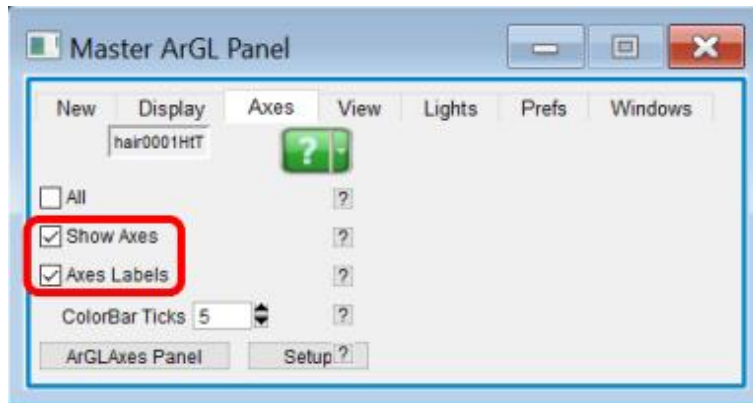 Master ArGL Panel
New Display Axes View Lights Prefs Windows
hair0001HtT ?
All ?
Show Axes ?
Axes Labels ?
ColorBar Ticks 5 ?
ArGLAxes Panel Setup ?